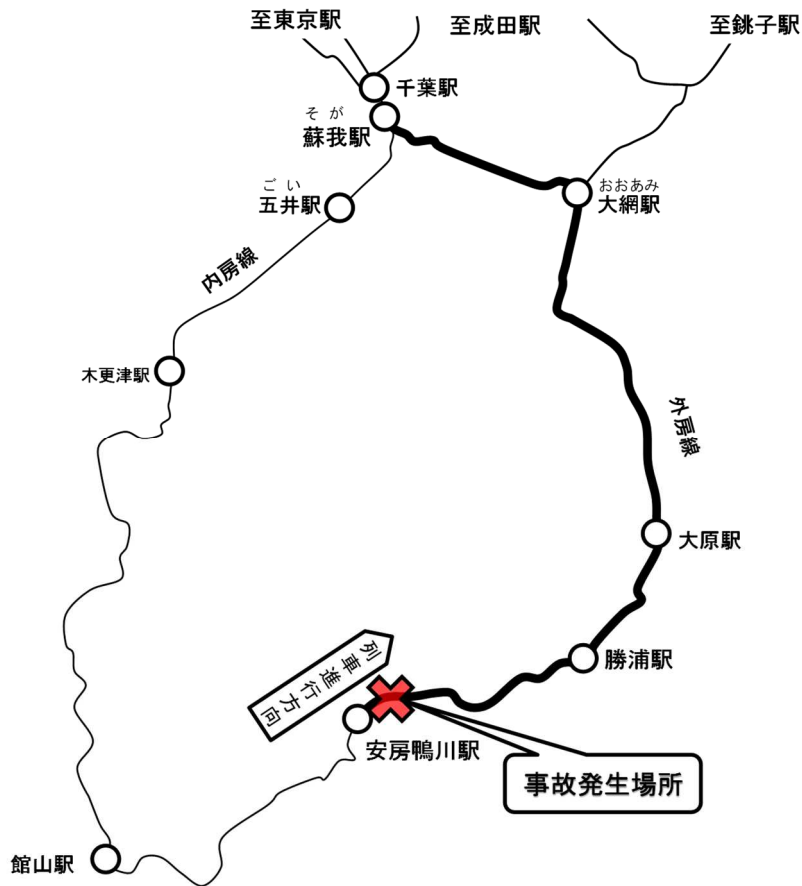 至東京駅
至成田駅
至銚子駅
千葉駅
そが
蘇我駅
おおあみ
大網駅
ごい
五井駅
内房線
木更津駅
外房線
大原駅
勝浦駅
列車進行方向
安房鴨川駅
事故発生場所
館山駅